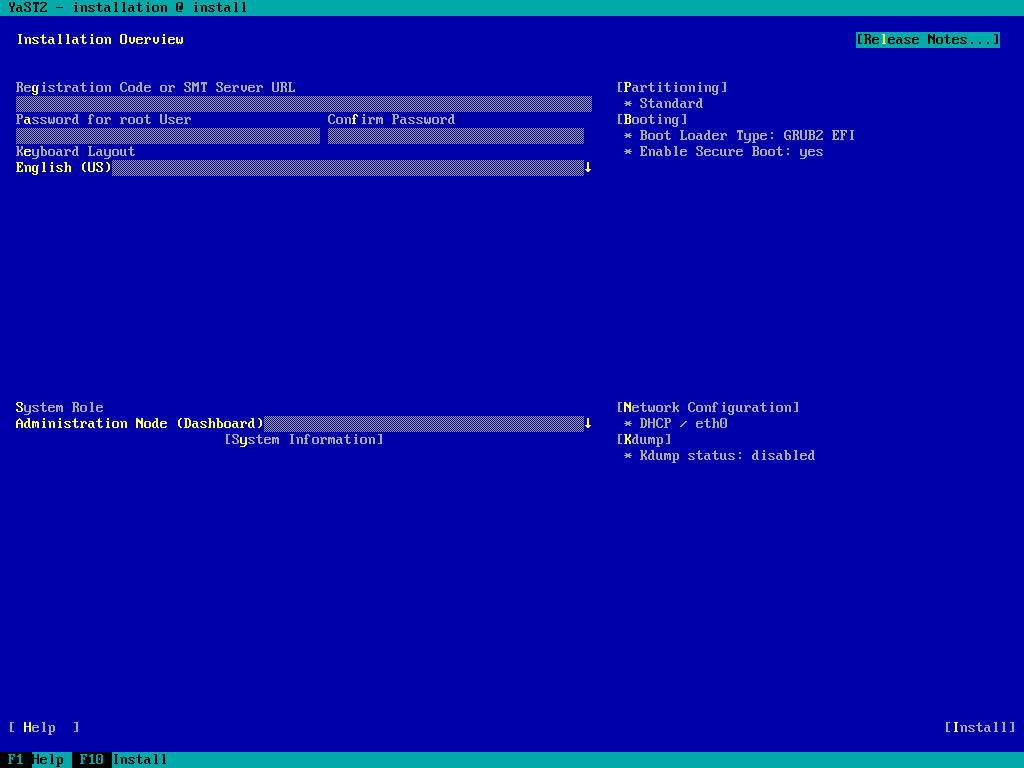 YaST2 - installation @ install
Installation Overview [Release Notes...]
Registration Code or SMT Server URL [Partitioning]
* Standard
Password for root User Confirm Password [Booting]
* Boot Loader Type: GRUB2 EFI
Keyboard Layout * Enable Secure Boot: yes
English (US) ↓
System Role [Network Configuration]
Administration Node (Dashboard) ↓ * DHCP / eth0
[System Information] [Kdump]
* Kdump status: disabled
[ Help ] [Install]
F1 Help F10 Install